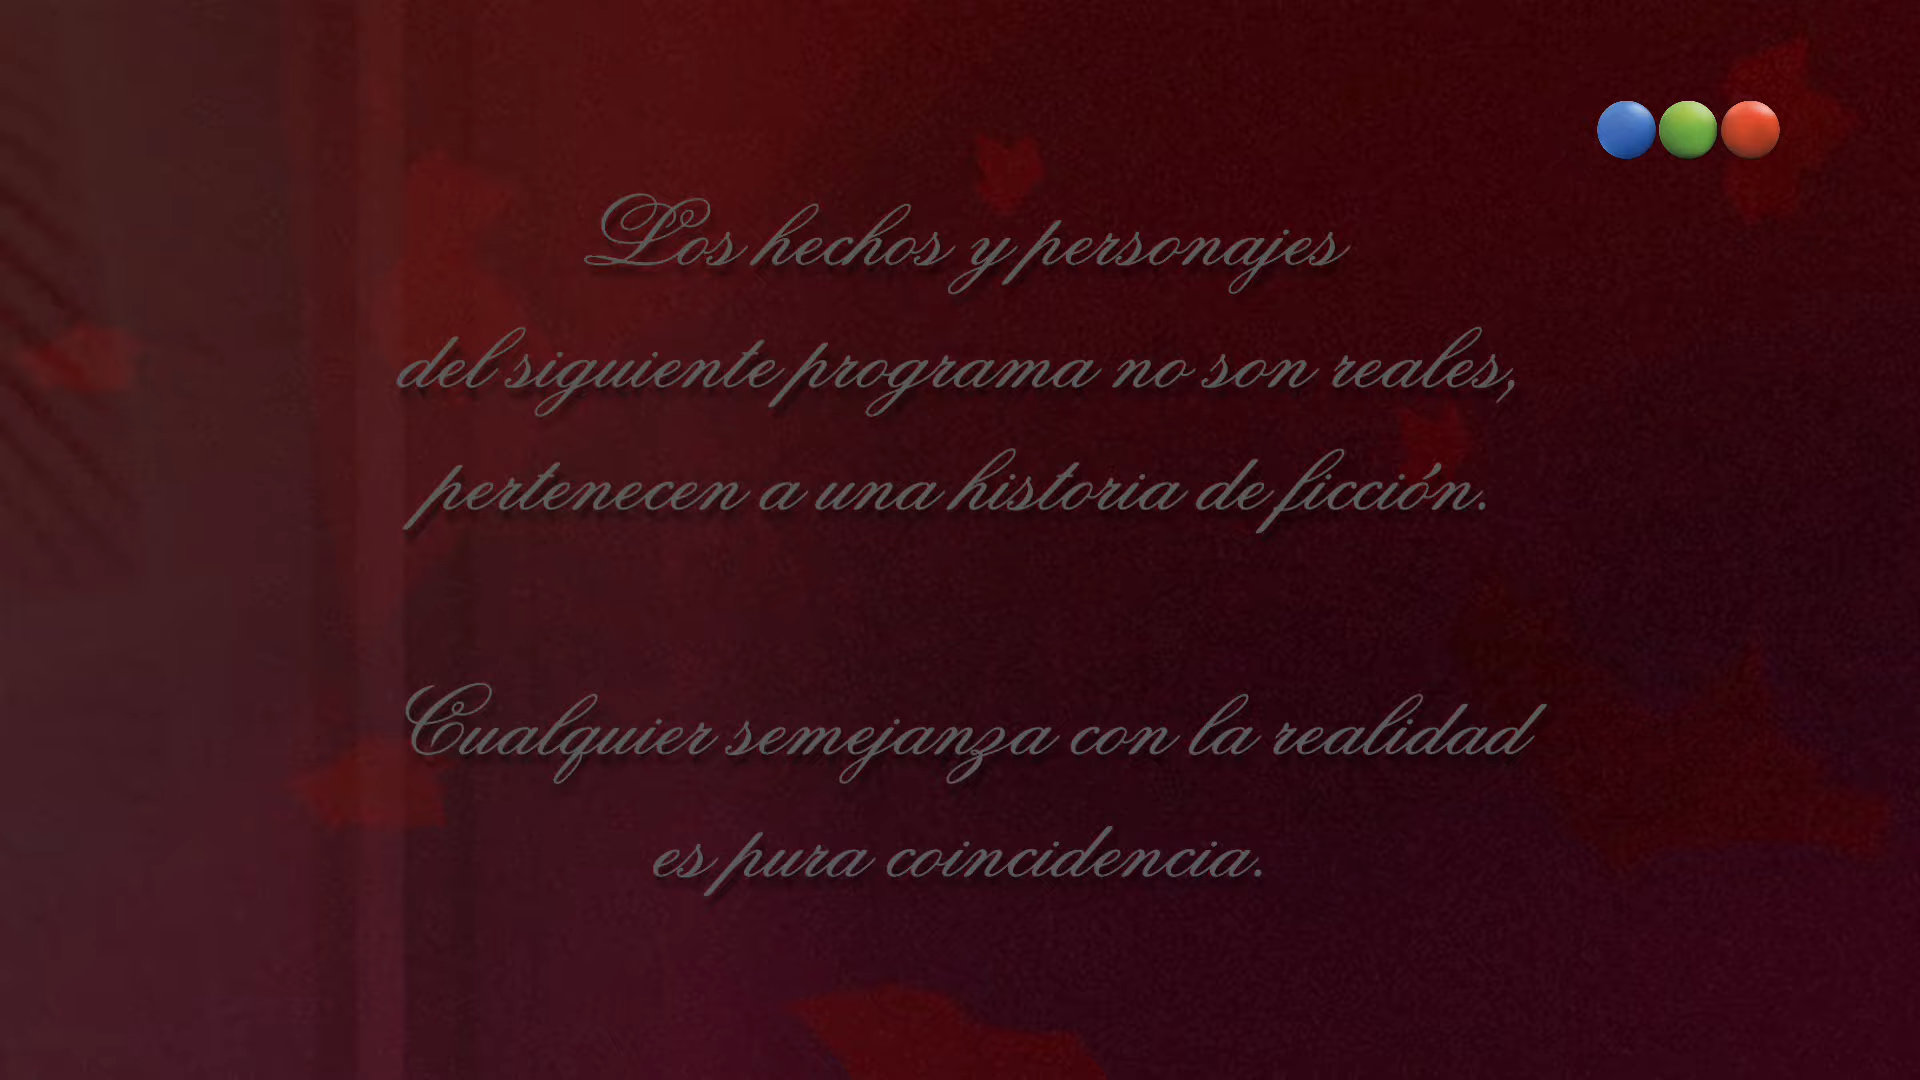 Los hechos y personajes
del siguiente programa no son reales,
pertenecen a una historia de ficción.
Cualquier semejanza con la realidad
es pura coincidencia.